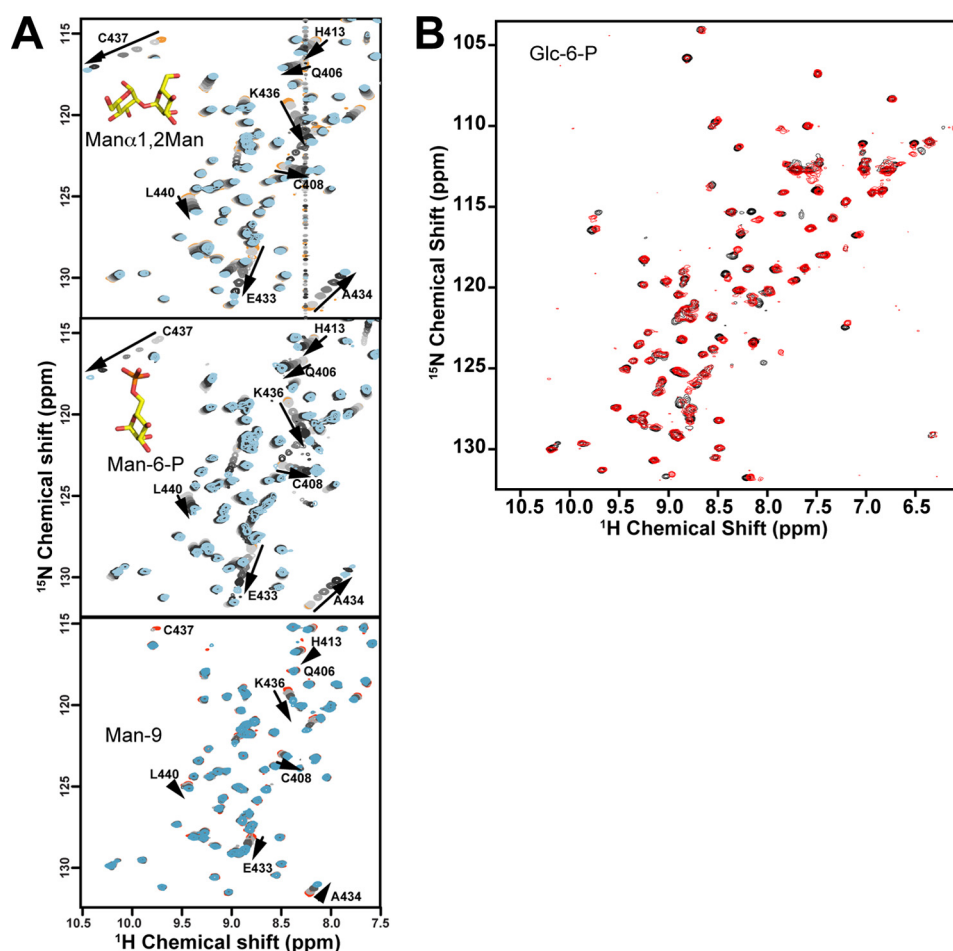 A
115
120
125
130
C437
H413
Q406
K436
Manα1,2Man
C408
L440
E433
A434
115
120
125
130
C437
H413
Q406
K436
Man-6-P
C408
L440
E433
A434
115
120
125
130
C437
H413
Q406
K436
Man-9
C408
L440
E433
A434
¹⁵N Chemical shift (ppm)
10.5 10.0 9.5 9.0 8.5 8.0 7.5
¹H Chemical shift (ppm)
B
Glc-6-P
105
110
115
120
125
130
¹⁵N Chemical Shift (ppm)
10.5 10.0 9.5 9.0 8.5 8.0 7.5 7.0 6.5
¹H Chemical Shift (ppm)